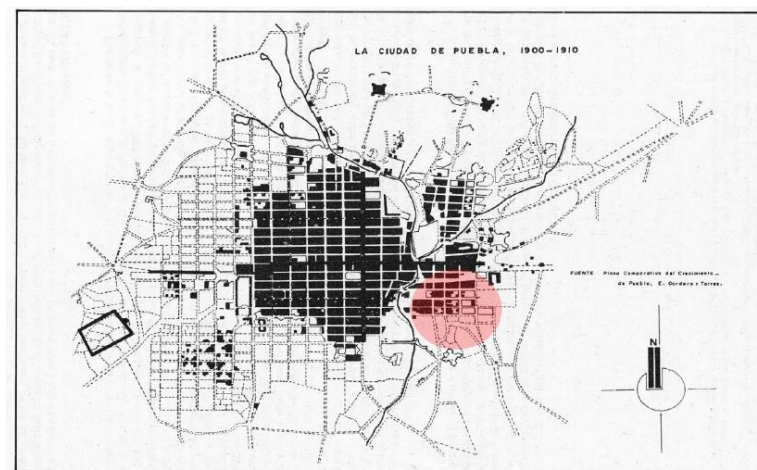 LA CIUDAD DE PUEBLA, 1900-1910
FUENTE Plano Comparativo del Crecimiento _
de Puebla, E. Cordero y Torres.
N